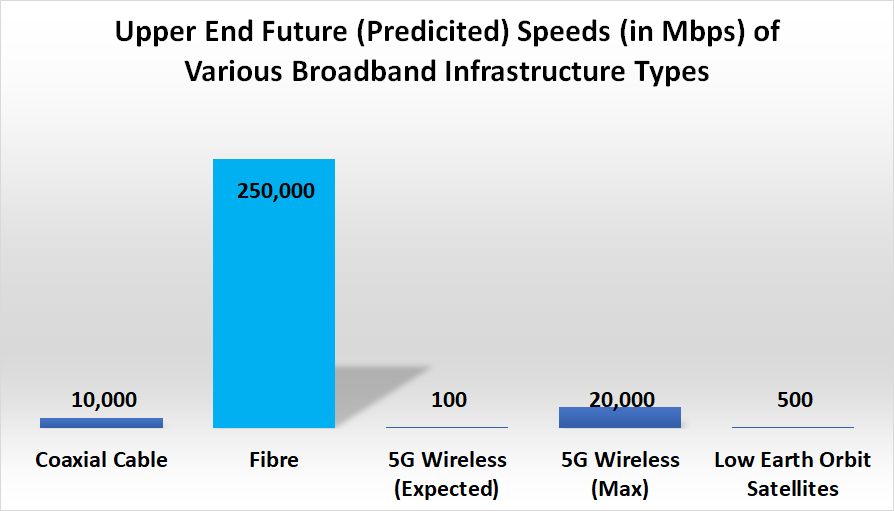 Upper End Future (Predicited) Speeds (in Mbps) of
Various Broadband Infrastructure Types
250,000
10,000
100
20,000
500
Coaxial Cable
Fibre
5G Wireless
(Expected)
5G Wireless
(Max)
Low Earth Orbit
Satellites